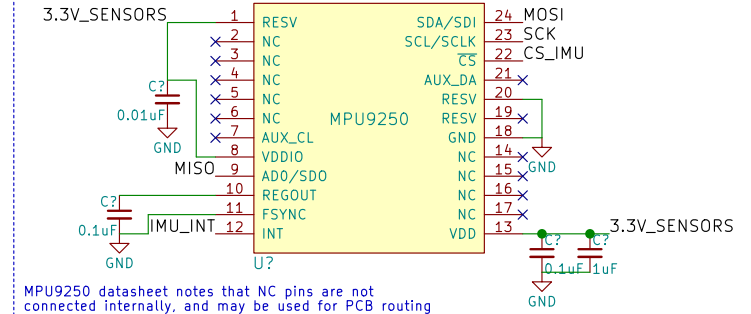 3.3V_SENSORS
1 RESV
2 NC
3 NC
4 NC
5 NC
6 NC
7 AUX_CL
8 VDDIO
MISO 9 AD0/SDO
10 REGOUT
11 FSYNC
IMU_INT 12 INT
C?
0.01uF
GND
C?
0.1uF
GND
MPU9250
U?
SDA/SDI 24 MOSI
SCL/SCLK 23 SCK
CS 22 CS_IMU
AUX_DA 21
RESV 20
RESV 19
GND 18
NC 14
NC 15
NC 16
NC 17
VDD 13
GND
3.3V_SENSORS
C? C?
0.1uF 1uF
GND
MPU9250 datasheet notes that NC pins are not
connected internally, and may be used for PCB routing